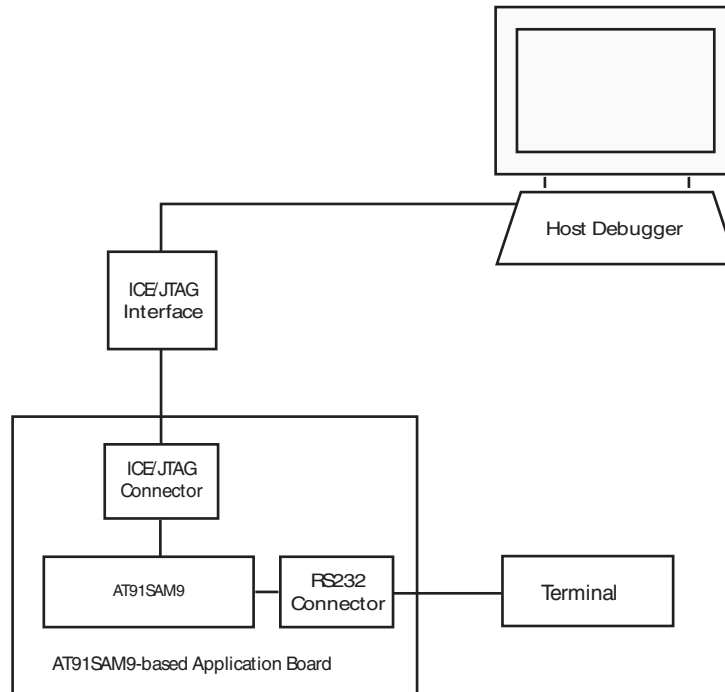 Host Debugger
ICE/JTAG
Interface
ICE/JTAG
Connector
AT91SAM9
RS232
Connector
Terminal
AT91SAM9-based Application Board